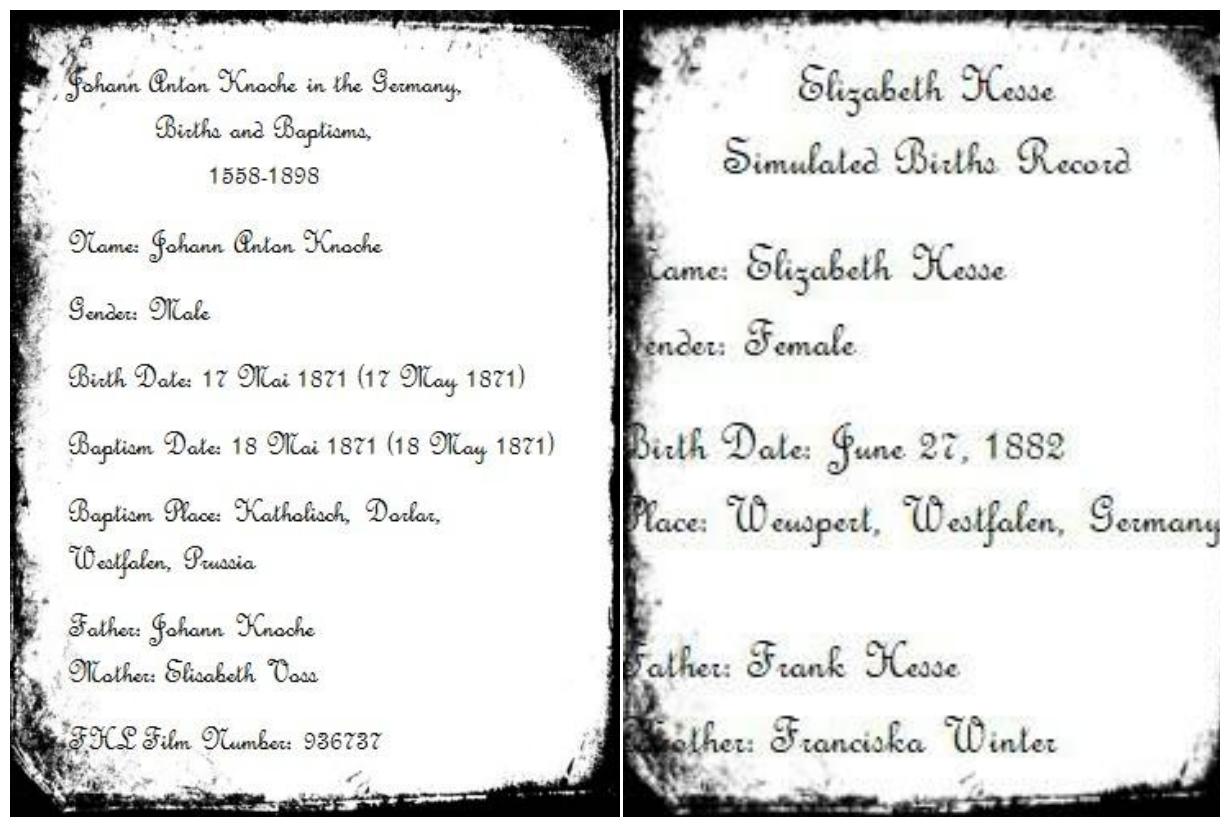 Johann Anton Knoche in the Germany,
Births and Baptisms,
1558-1898
Name: Johann Anton Knoche
Gender: Male
Birth Date: 17 Mai 1871 (17 May 1871)
Baptism Date: 18 Mai 1871 (18 May 1871)
Baptism Place: Katholisch, Dorlar,
Westfalen, Prussia
Father: Johann Knoche
Mother: Elisabeth Voss
FHL Film Number: 936737
Elizabeth Hesse
Simulated Births Record
Name: Elizabeth Hesse
Gender: Female
Birth Date: June 27, 1882
Place: Weuspert, Westfalen, Germany
Father: Frank Hesse
Mother: Franciska Winter